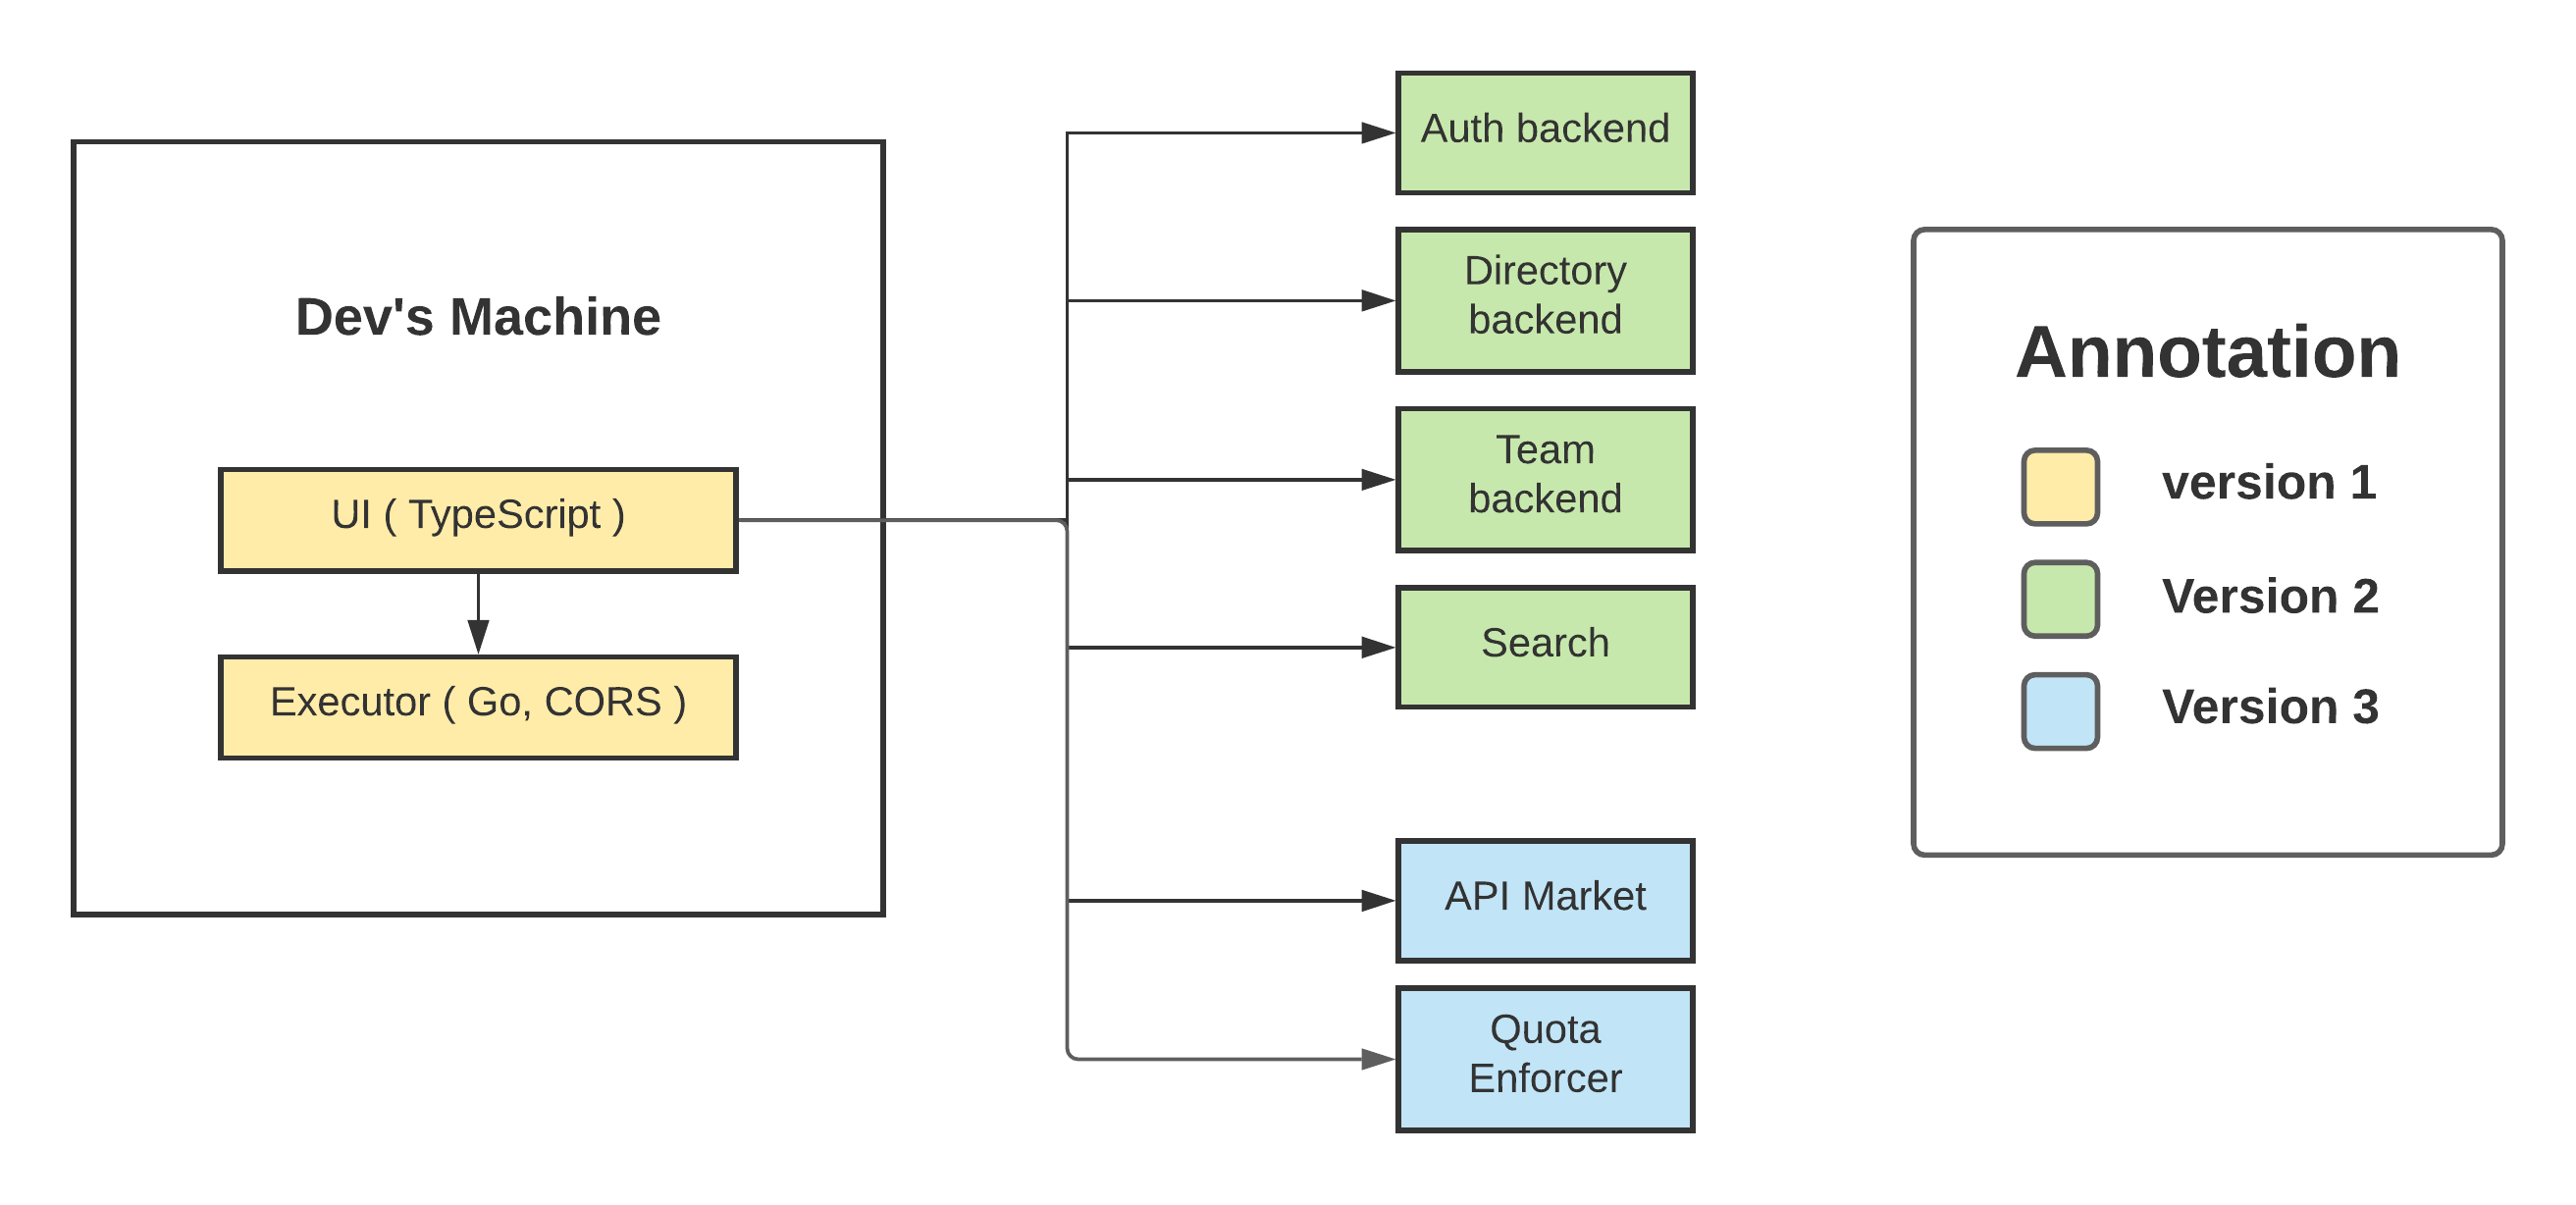 Dev's Machine
UI ( TypeScript )
Executor ( Go, CORS )
Auth backend
Directory
backend
Team
backend
Search
API Market
Quota
Enforcer
Annotation
version 1
Version 2
Version 3